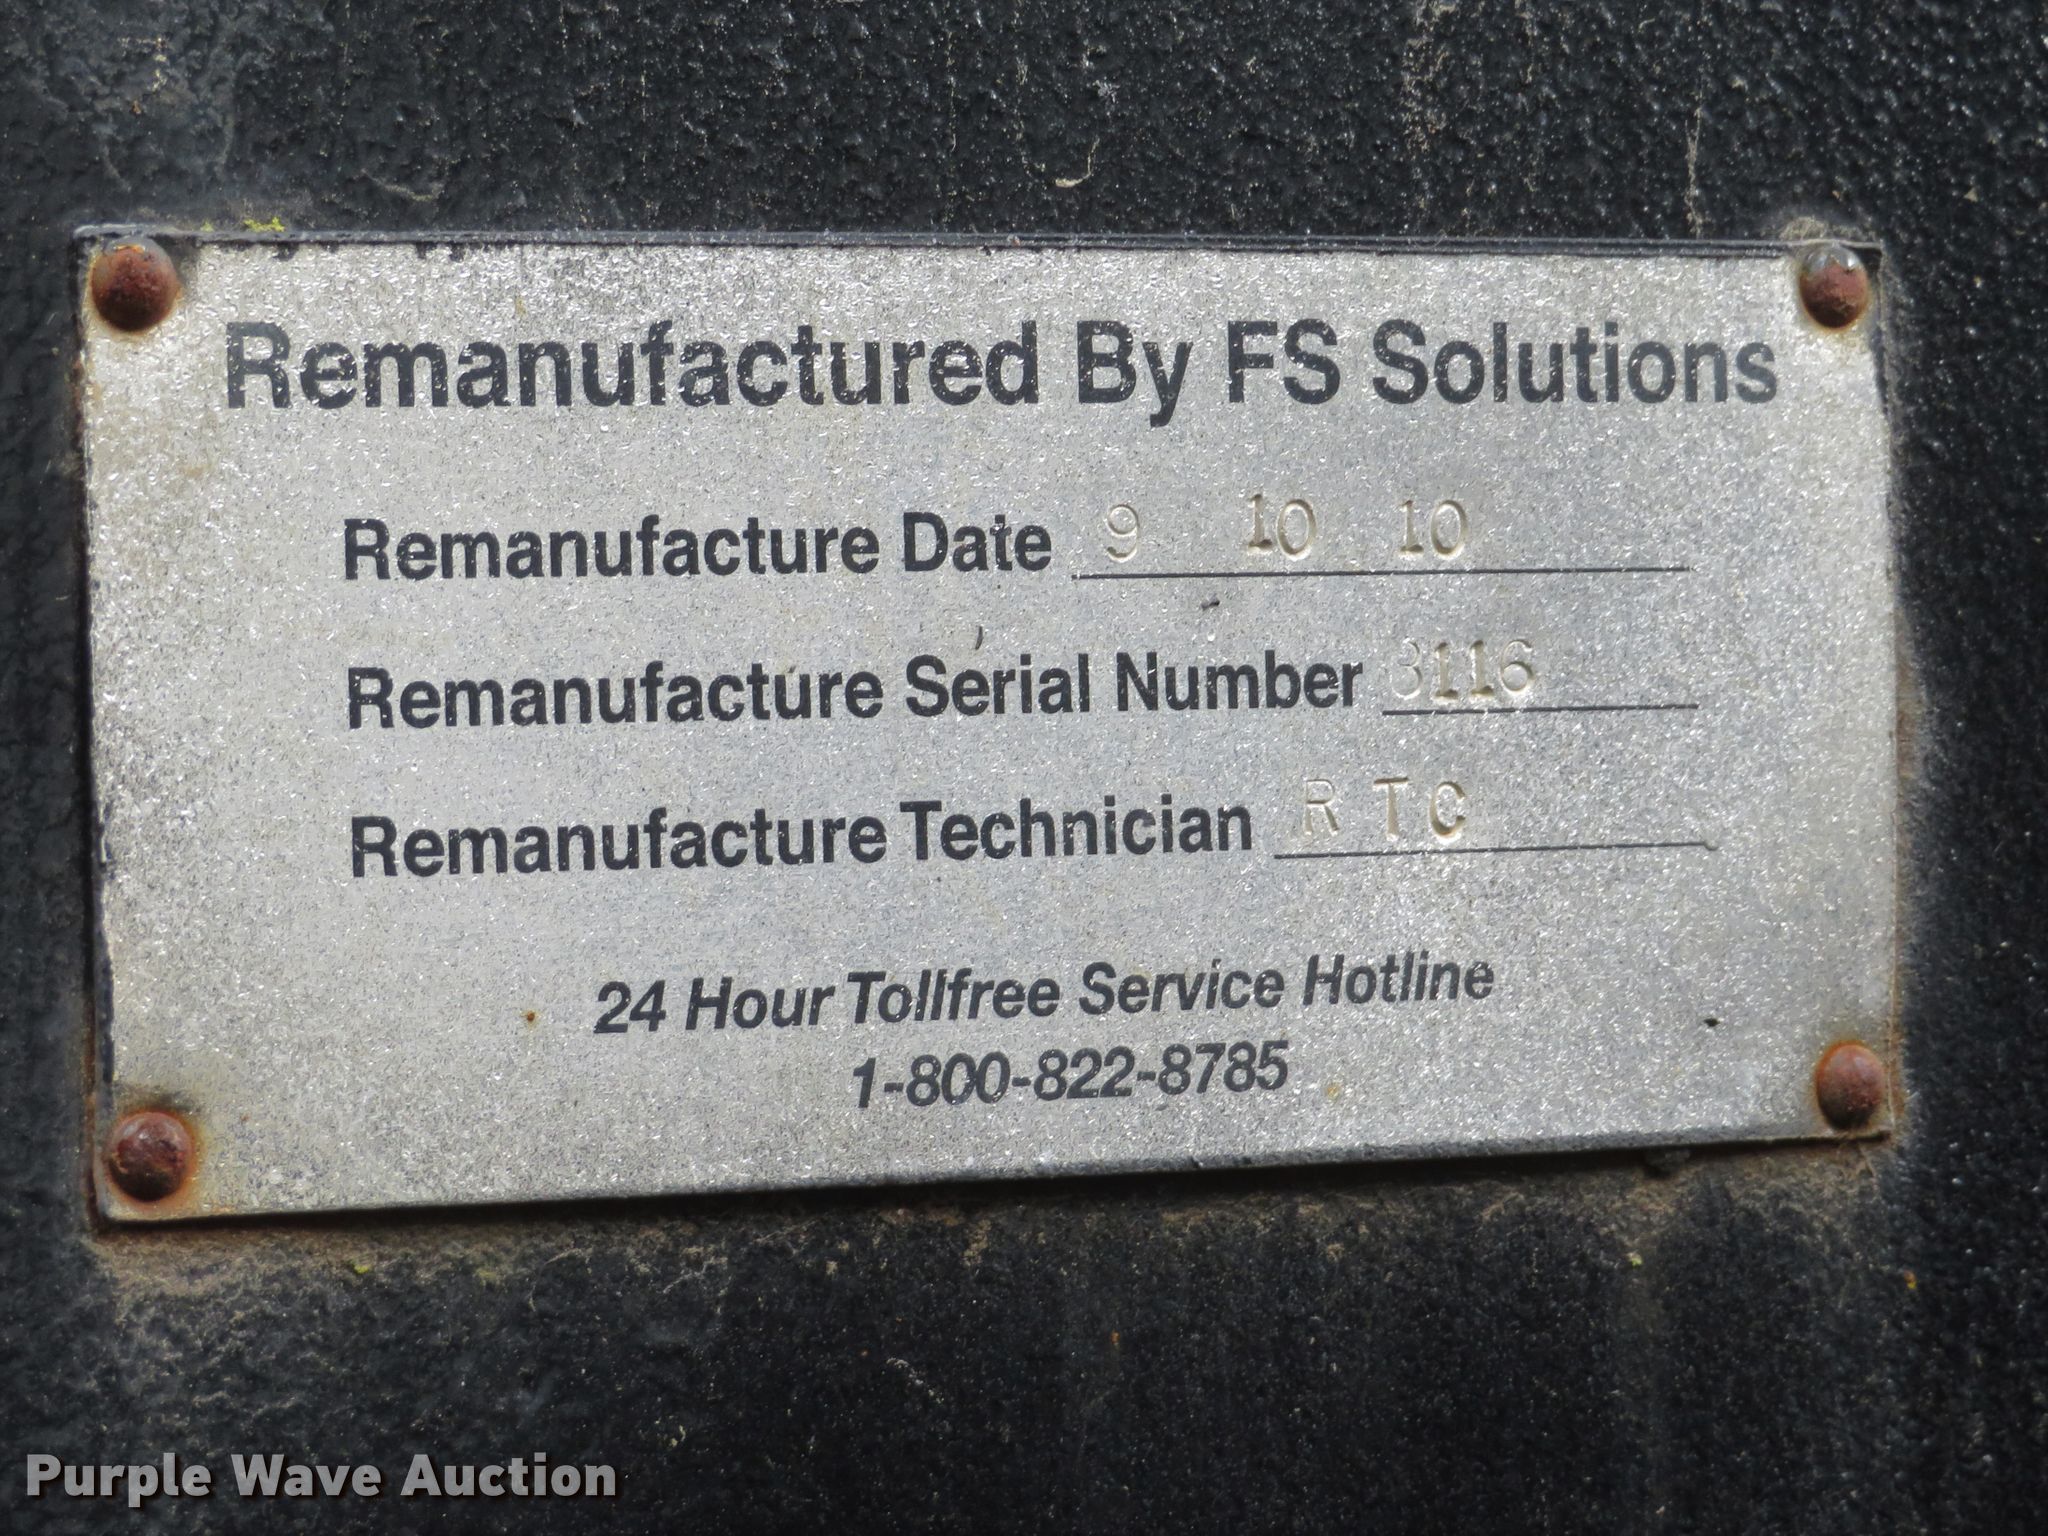 Remanufactured By FS Solutions
Remanufacture Date 9 10 10
Remanufacture Serial Number 3116
Remanufacture Technician RTC
24 Hour Tollfree Service Hotline
1-800-822-8785
Purple Wave Auction